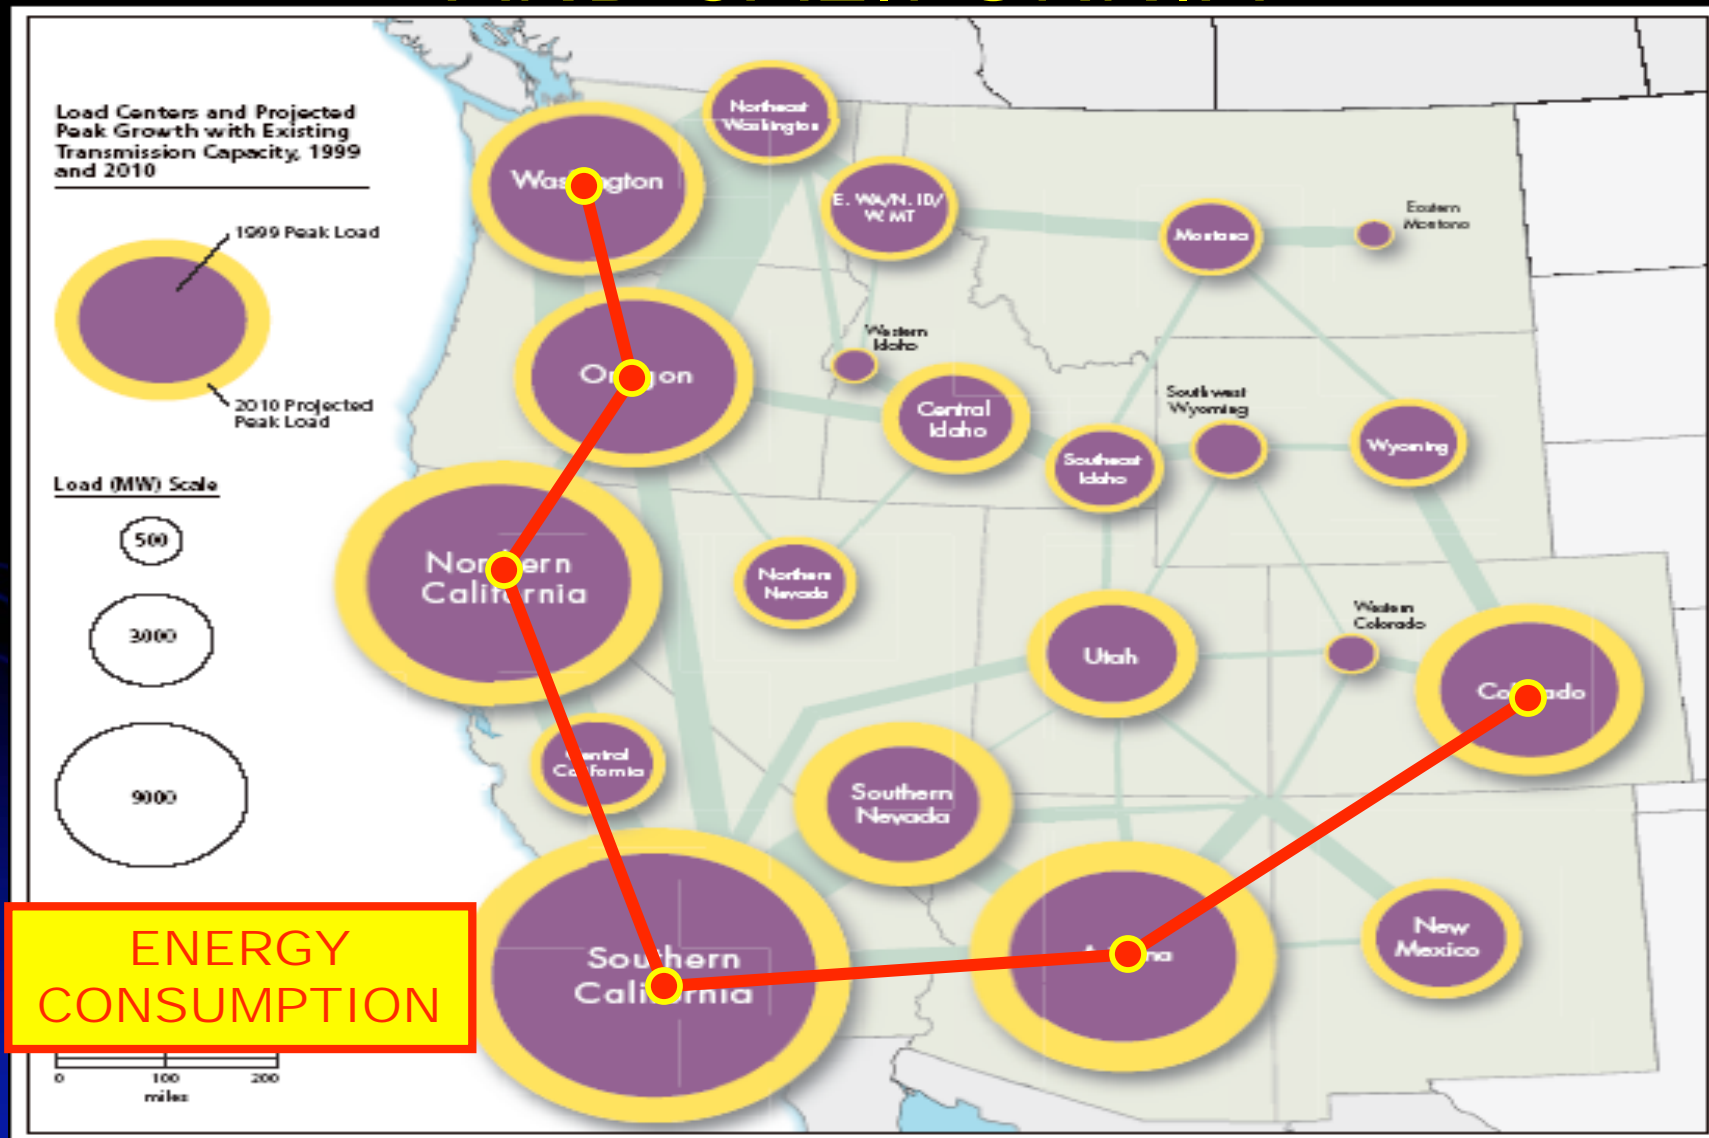 Load Centers and Projected
Peak Growth with Existing
Transmission Capacity, 1999
and 2010
1999 Peak Load
2010 Projected
Peak Load
Load (MW) Scale
500
3000
9000
ENERGY
CONSUMPTION
0 100 200
miles
Northeast
Washington
E. WA/N. ID/
W. MT
Montana
Eastern
Montana
Western
Idaho
Central
Idaho
Southeast
Idaho
Southwest
Wyoming
Wyoming
Northern
Nevada
California
Utah
Western
Colorado
California
Southern
Nevada
Southern
New
Mexico